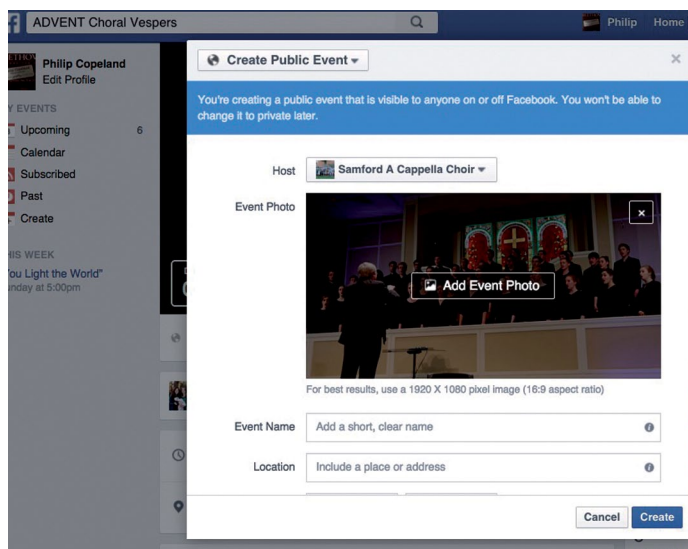 f ADVENT Choral Vespers
Philip Home
Philip Copeland
Edit Profile
EVENTS
Upcoming 6
Calendar
Subscribed
Past
Create
WEEK
"You Light the World"
at 5:00pm
Create Public Event
×
You're creating a public event that is visible to anyone on or off Facebook. You won't be able to
change it to private later.
Host Samford A Cappella Choir
Event Photo
×
Add Event Photo
For best results, use a 1920 X 1080 pixel image (16:9 aspect ratio)
Event Name Add a short, clear name
Location Include a place or address
Cancel Create